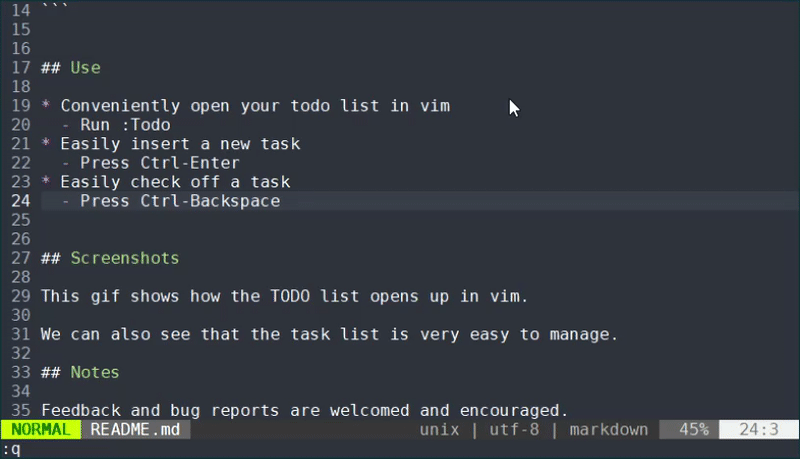 14 ```
15
16
17 ## Use
18
19 * Conveniently open your todo list in vim
20   - Run :Todo
21 * Easily insert a new task
22   - Press Ctrl-Enter
23 * Easily check off a task
24   - Press Ctrl-Backspace
25
26
27 ## Screenshots
28
29 This gif shows how the TODO list opens up in vim.
30
31 We can also see that the task list is very easy to manage.
32
33 ## Notes
34
35 Feedback and bug reports are welcomed and encouraged.
NORMAL README.md unix | utf-8 | markdown 45% 24:3
:q